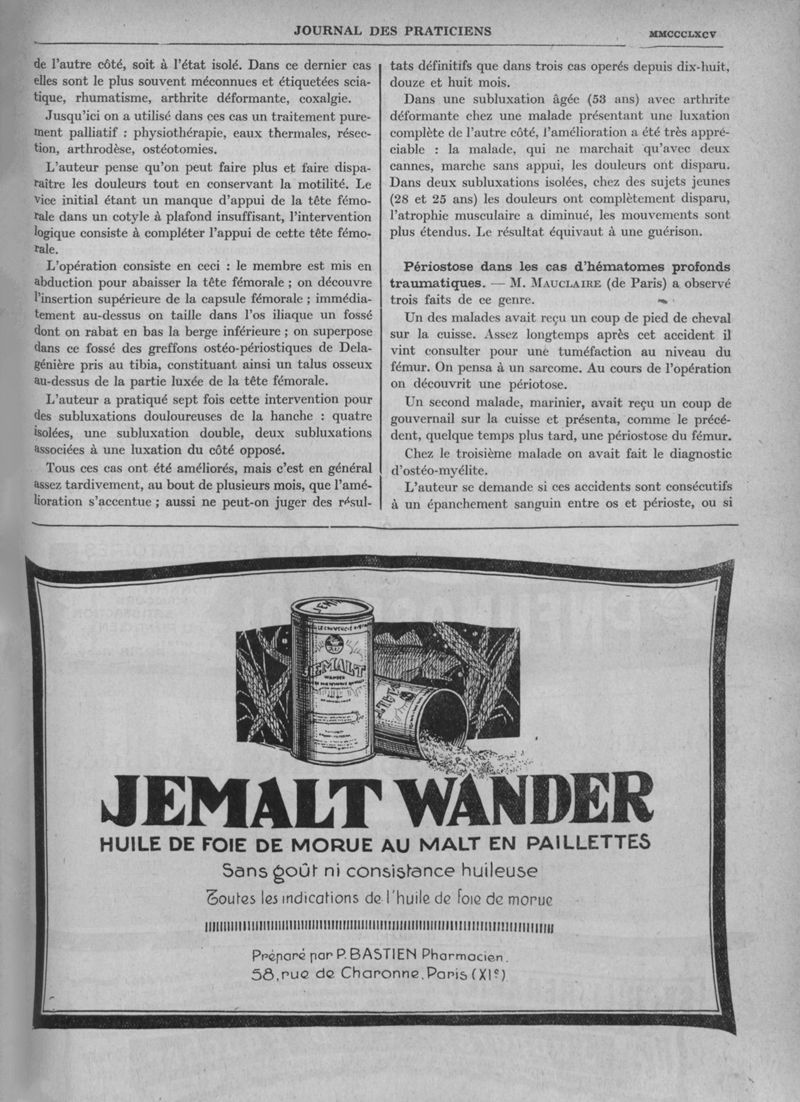 JOURNAL DES PRATICIENS
MMCCCLXCV
de l'autre côté, soit à l'état isolé. Dans ce dernier cas
elles sont le plus souvent méconnues et étiquetées scia-
tique, rhumatisme, arthrite déformante, coxalgie.
Jusqu'ici on a utilisé dans ces cas un traitement pure-
ment palliatif : physiothérapie, eaux thermales, résec-
tion, arthrodèse, ostéotomies.
L'auteur pense qu'on peut faire plus et faire dispa-
raître les douleurs tout en conservant la motilité. Le
vice initial étant un manque d'appui de la tête fémo-
rale dans un cotyle à plafond insuffisant, l'intervention
logique consiste à compléter l'appui de cette tête fémo-
rale.
L'opération consiste en ceci : le membre est mis en
abduction pour abaisser la tête fémorale ; on découvre
l'insertion supérieure de la capsule fémorale ; immédia-
tement au-dessus on taille dans l'os iliaque un fossé
dont on rabat en bas la berge inférieure ; on superpose
dans ce fossé des greffons ostéo-périostiques de Dela-
génière pris au tibia, constituant ainsi un talus osseux
au-dessus de la partie luxée de la tête fémorale.
L'auteur a pratiqué sept fois cette intervention pour
des subluxations douloureuses de la hanche : quatre
isolées, une subluxation double, deux subluxations
associées à une luxation du côté opposé.
Tous ces cas ont été améliorés, mais c'est en général
assez tardivement, au bout de plusieurs mois, que l'amé-
lioration s'accentue ; aussi ne peut-on juger des résul-
tats définitifs que dans trois cas operés depuis dix-huit,
douze et huit mois.
Dans une subluxation âgée (53 ans) avec arthrite
déformante chez une malade présentant une luxation
complète de l'autre côté, l'amélioration a été très appré-
ciable : la malade, qui ne marchait qu'avec deux
cannes, marche sans appui, les douleurs ont disparu.
Dans deux subluxations isolées, chez des sujets jeunes
(28 et 25 ans) les douleurs ont complètement disparu,
l'atrophie musculaire a diminué, les mouvements sont
plus étendus. Le résultat équivaut à une guérison.
Périostose dans les cas d'hématomes profonds
traumatiques. — M. MAUCLAIRE (de Paris) a observé
trois faits de ce genre.
Un des malades avait reçu un coup de pied de cheval
sur la cuisse. Assez longtemps après cet accident il
vint consulter pour une tuméfaction au niveau du
fémur. On pensa à un sarcome. Au cours de l'opération
on découvrit une périotose.
Un second malade, marinier, avait reçu un coup de
gouvernail sur la cuisse et présenta, comme le précé-
dent, quelque temps plus tard, une périostose du fémur.
Chez le troisième malade on avait fait le diagnostic
d'ostéo-myélite.
L'auteur se demande si ces accidents sont consécutifs
à un épanchement sanguin entre os et périoste, ou si
JEMALT
WANDER
JEMALT WANDER
HUILE DE FOIE DE MORUE AU MALT EN PAILLETTES
Sans goût ni consistance huileuse
Toutes les indications de l'huile de foie de morue
Préparé par P. BASTIEN Pharmacien.
58, rue de Charonne, Paris (XIe)